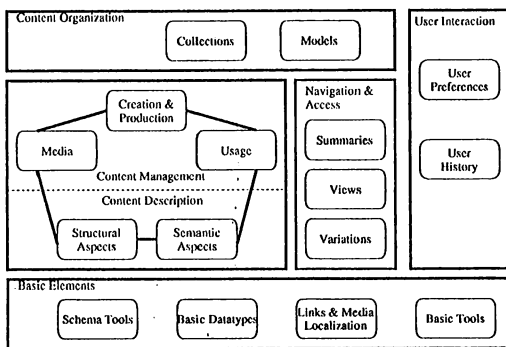 Content Organization
Collections
Models
User Interaction
User
Preferences
User
History
Creation &
Production
Media
Usage
Content Management
Content Description
Structural
Aspects
Semantic
Aspects
Navigation &
Access
Summaries
Views
Variations
Basic Elements
Schema Tools
Basic Datatypes
Links & Media
Localization
Basic Tools